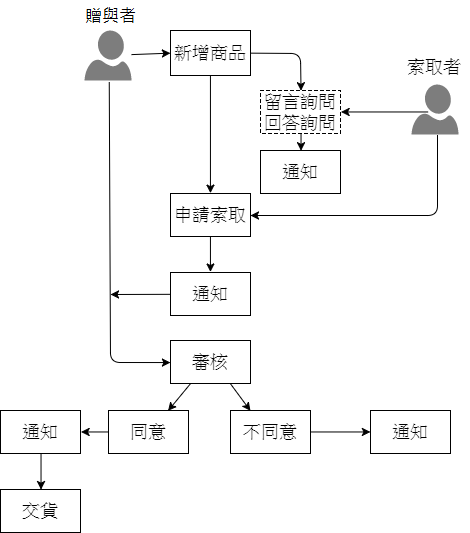 贈與者
新增商品
索取者
留言詢問
回答詢問
通知
申請索取
通知
審核
通知
同意
不同意
通知
交貨